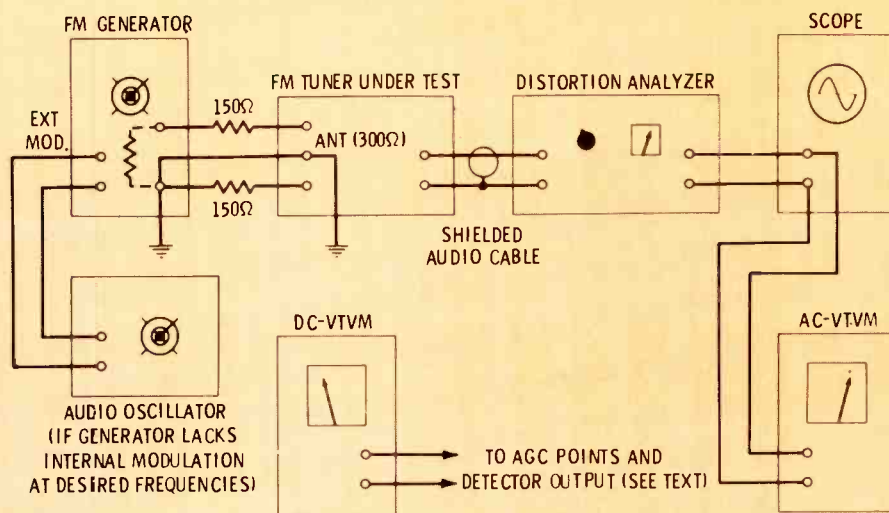 FM GENERATOR
SCOPE
FM TUNER UNDER TEST
DISTORTION ANALYZER
150Ω
EXT
MOD.
ANT (300Ω)
150Ω
SHIELDED
AUDIO CABLE
DC-VTVM
AC-VTVM
AUDIO OSCILLATOR
(IF GENERATOR LACKS
INTERNAL MODULATION
AT DESIRED FREQUENCIES)
TO AGC POINTS AND
DETECTOR OUTPUT (SEE TEXT)